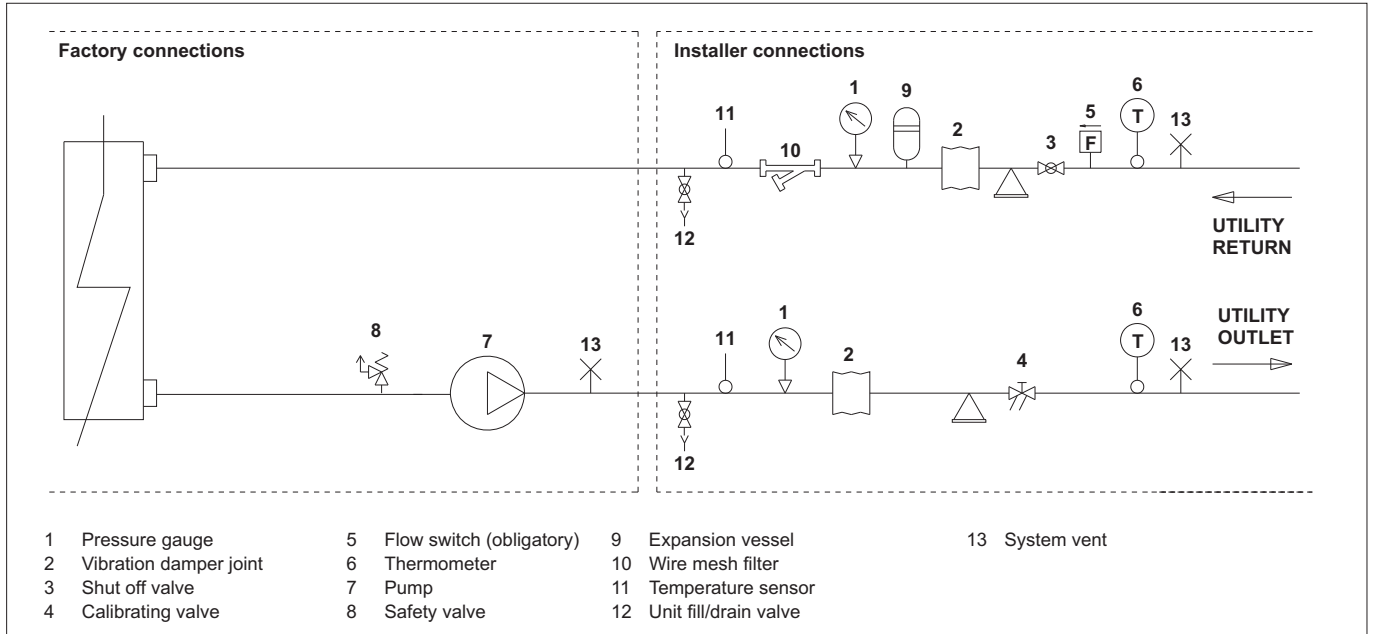 Factory connections
Installer connections
1
9
6
11
2
5
13
10
3
T
F
12
UTILITY
RETURN
8
7
13
11
1
2
4
6
T
13
UTILITY
OUTLET
12
1 Pressure gauge
2 Vibration damper joint
3 Shut off valve
4 Calibrating valve
5 Flow switch (obligatory)
6 Thermometer
7 Pump
8 Safety valve
9 Expansion vessel
10 Wire mesh filter
11 Temperature sensor
12 Unit fill/drain valve
13 System vent